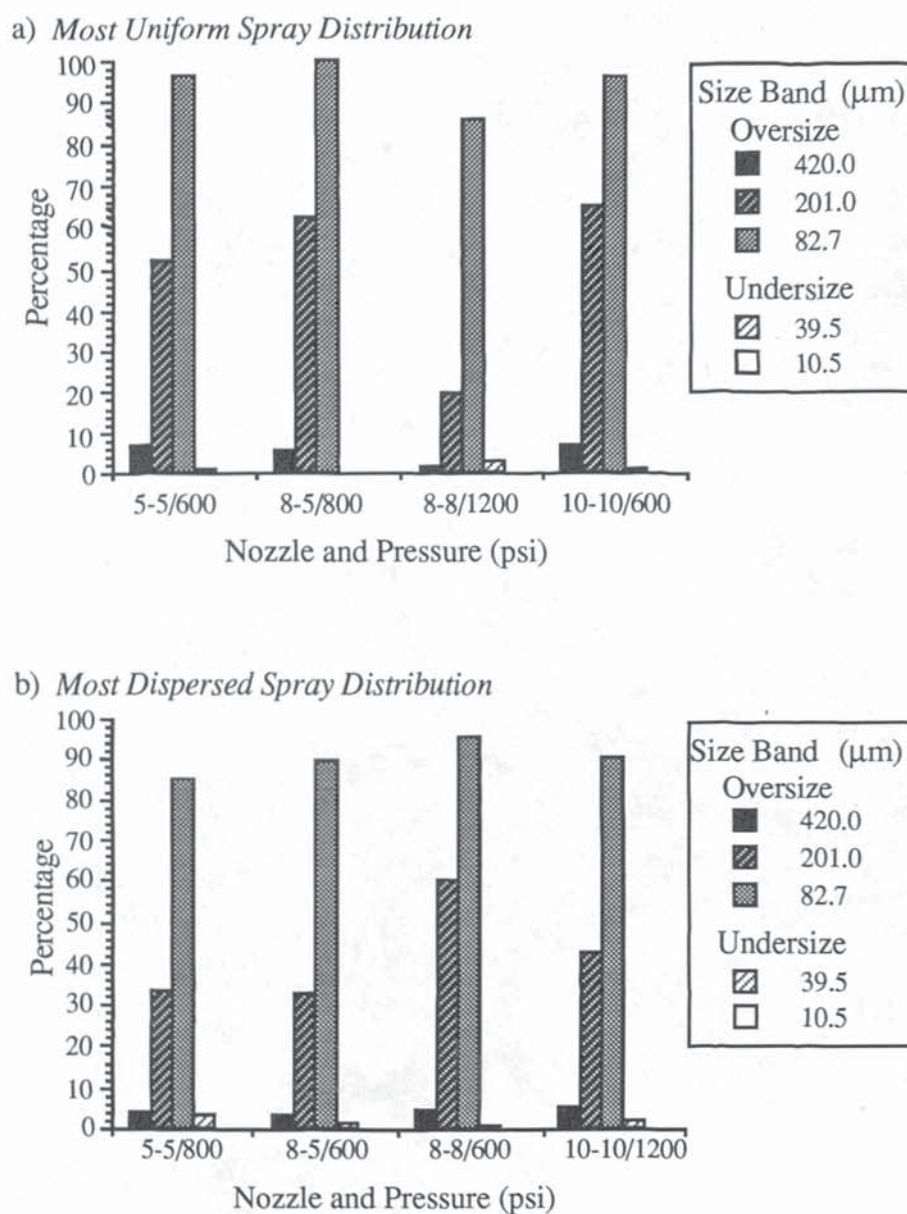 a) Most Uniform Spray Distribution
100
90
80
70
60
50
40
30
20
10
0
Percentage
5-5/600 8-5/800 8-8/1200 10-10/600
Nozzle and Pressure (psi)
Size Band (μm)
Oversize
420.0
201.0
82.7
Undersize
39.5
10.5
b) Most Dispersed Spray Distribution
100
90
80
70
60
50
40
30
20
10
0
Percentage
5-5/800 8-5/600 8-8/600 10-10/1200
Nozzle and Pressure (psi)
Size Band (μm)
Oversize
420.0
201.0
82.7
Undersize
39.5
10.5